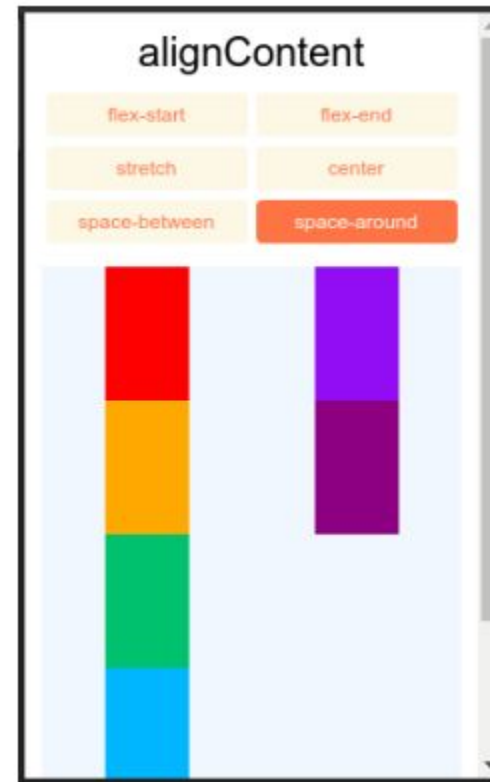 alignContent
flex-start flex-end
stretch center
space-between space-around